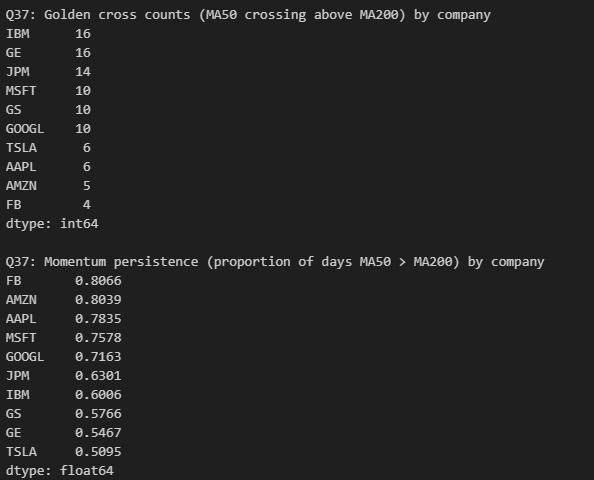 Q37: Golden cross counts (MA50 crossing above MA200) by company
IBM      16
GE       16
JPM      14
MSFT     10
GS       10
GOOGL    10
TSLA      6
AAPL      6
AMZN      5
FB        4
dtype: int64
Q37: Momentum persistence (proportion of days MA50 > MA200) by company
FB       0.8066
AMZN     0.8039
AAPL     0.7835
MSFT     0.7578
GOOGL    0.7163
JPM      0.6301
IBM      0.6006
GS       0.5766
GE       0.5467
TSLA     0.5095
dtype: float64